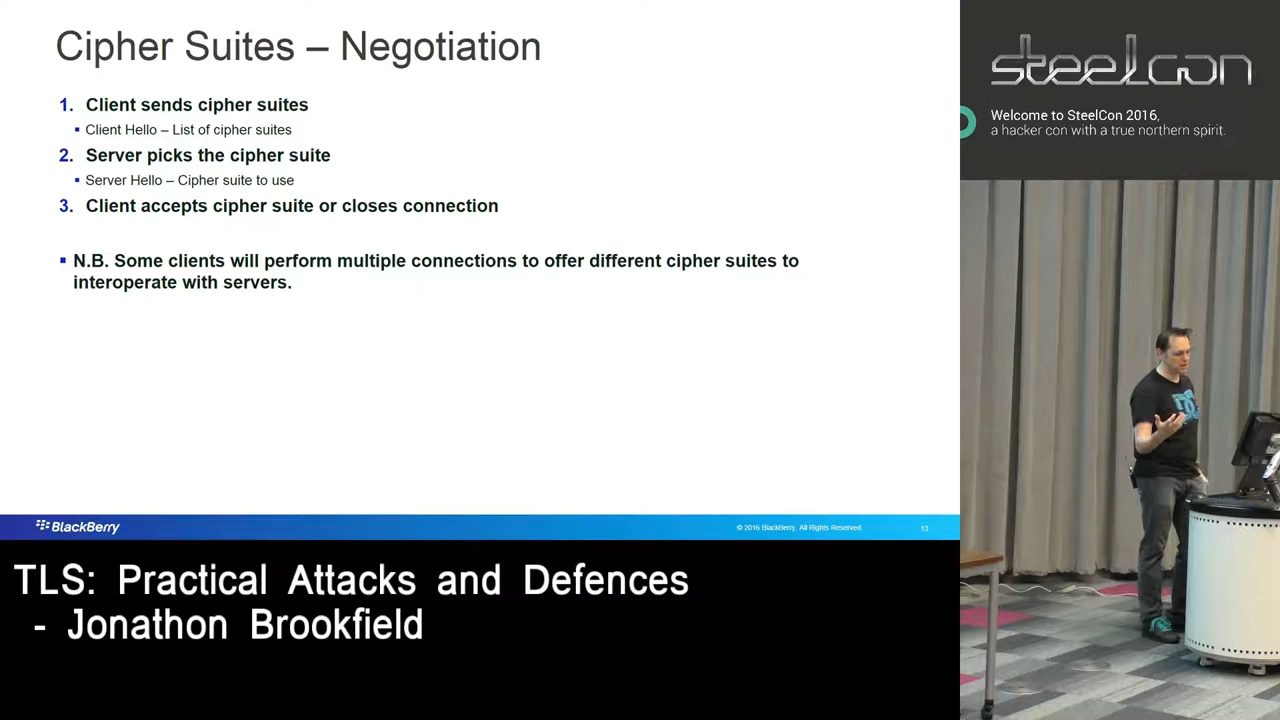 Cipher Suites – Negotiation
1. Client sends cipher suites
▪ Client Hello – List of cipher suites
2. Server picks the cipher suite
▪ Server Hello – Cipher suite to use
3. Client accepts cipher suite or closes connection
▪ N.B. Some clients will perform multiple connections to offer different cipher suites to
interoperate with servers.
BlackBerry
© 2016 BlackBerry. All Rights Reserved.
13
steelcon
Welcome to SteelCon 2016,
a hacker con with a true northern spirit.
TLS: Practical Attacks and Defences
- Jonathon Brookfield